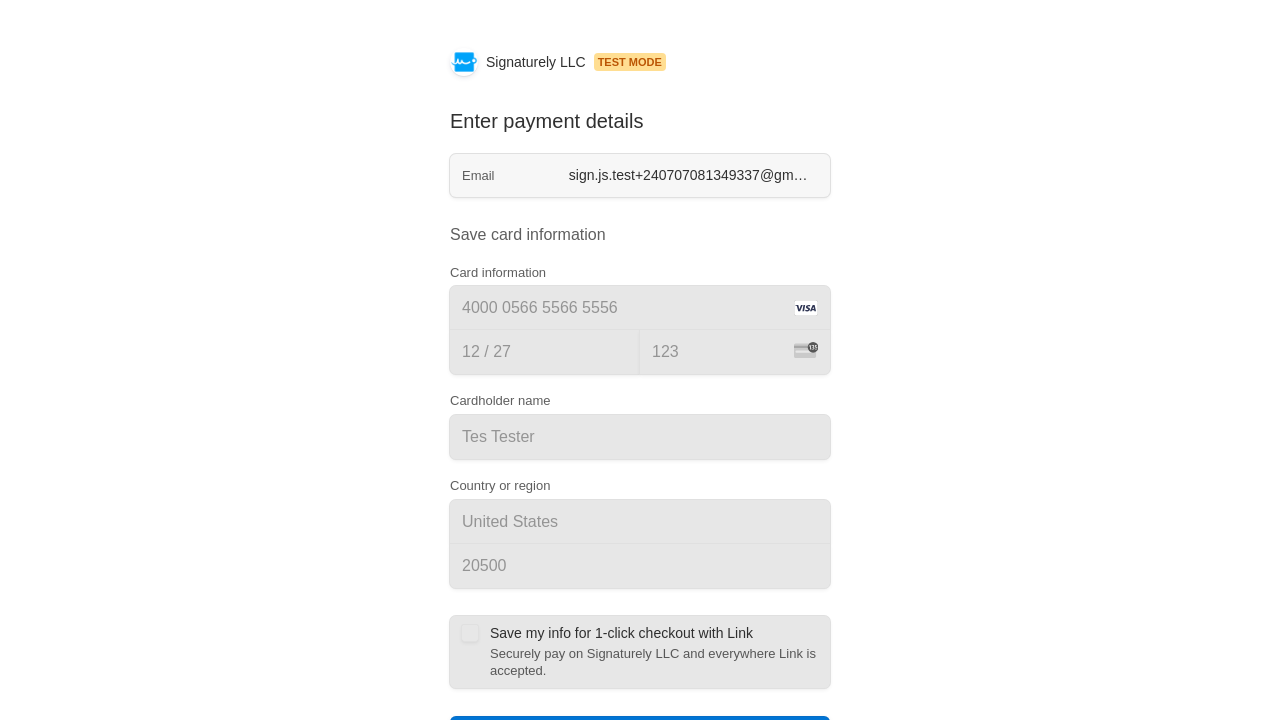 Signaturely LLC TEST MODE
Enter payment details
Email sign.js.test+240707081349337@gm…
Save card information
Card information
4000 0566 5566 5556 VISA
12 / 27 123
Cardholder name
Tes Tester
Country or region
United States
20500
Save my info for 1-click checkout with Link
Securely pay on Signaturely LLC and everywhere Link is
accepted.